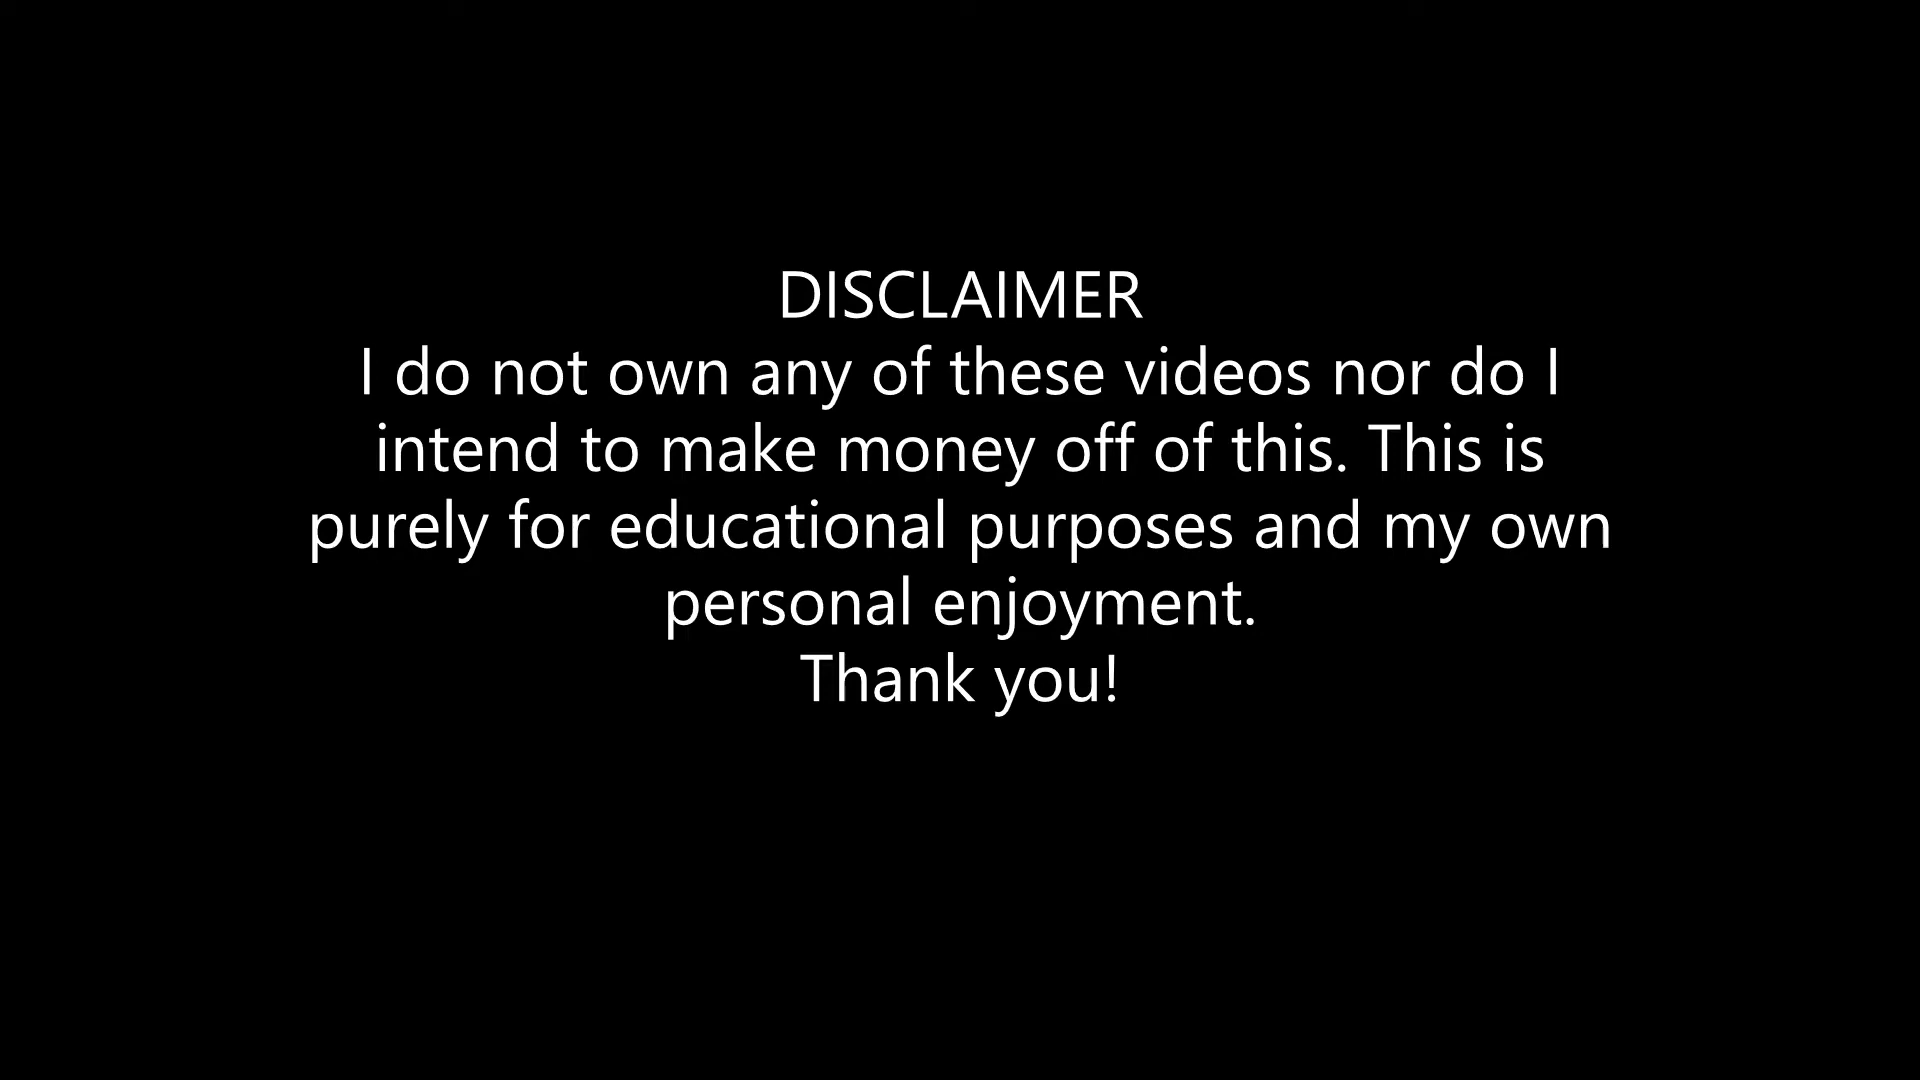 DISCLAIMER
I do not own any of these videos nor do I
intend to make money off of this. This is
purely for educational purposes and my own
personal enjoyment.
Thank you!